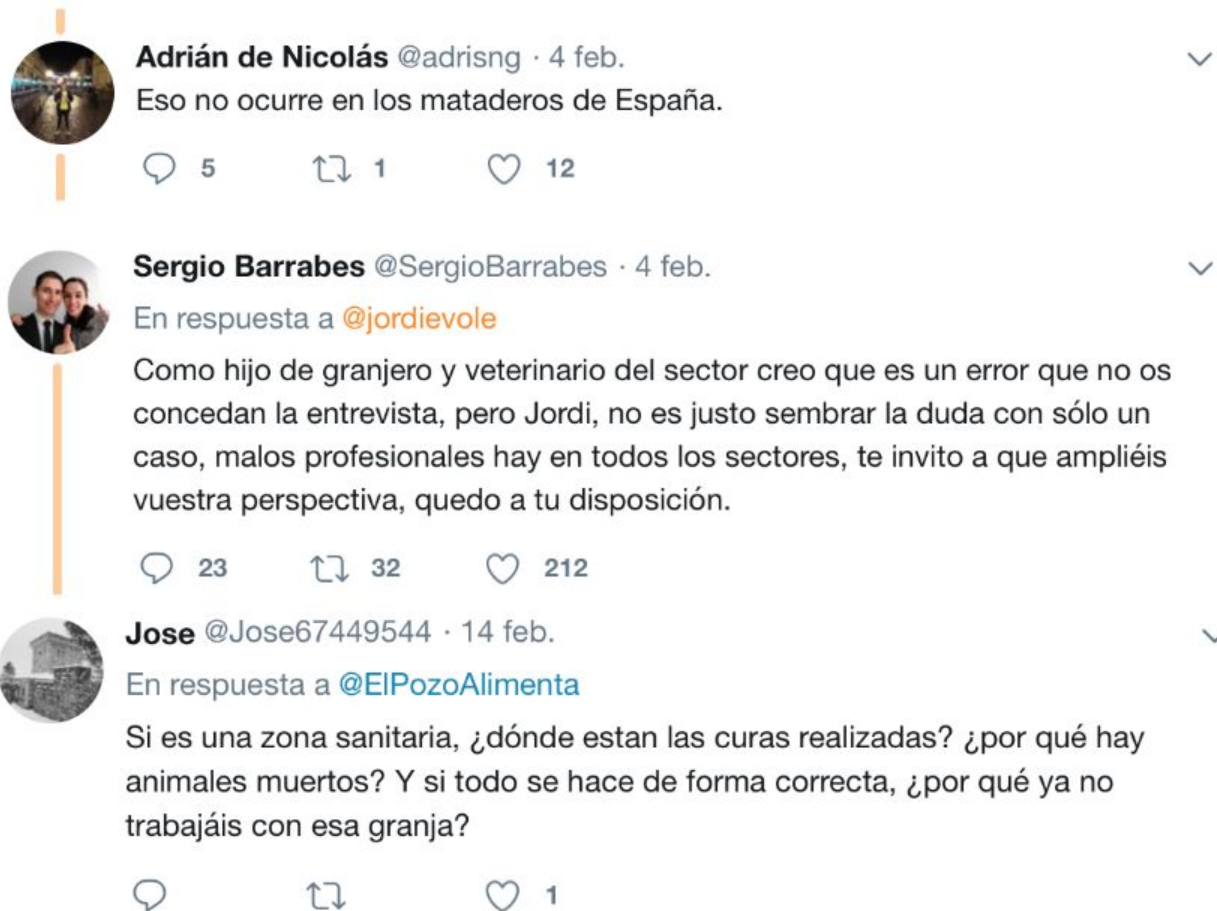 Adrián de Nicolás @adrisng · 4 feb.
Eso no ocurre en los mataderos de España.
5 1 12
Sergio Barrabes @SergioBarrabes · 4 feb.
En respuesta a @jordievole
Como hijo de granjero y veterinario del sector creo que es un error que no os
concedan la entrevista, pero Jordi, no es justo sembrar la duda con sólo un
caso, malos profesionales hay en todos los sectores, te invito a que ampliéis
vuestra perspectiva, quedo a tu disposición.
23 32 212
Jose @Jose67449544 · 14 feb.
En respuesta a @ElPozoAlimenta
Si es una zona sanitaria, ¿dónde estan las curas realizadas? ¿por qué hay
animales muertos? Y si todo se hace de forma correcta, ¿por qué ya no
trabajáis con esa granja?
1